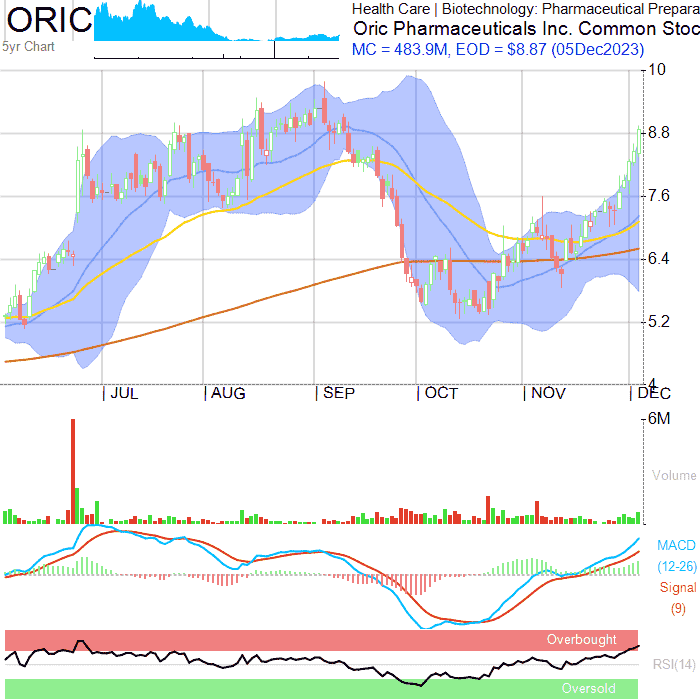 ORIC
5yr Chart
Health Care | Biotechnology: Pharmaceutical Prepara
Oric Pharmaceuticals Inc. Common Stoc
MC = 483.9M, EOD = $8.87 (05Dec2023)
10
8.8
7.6
6.4
5.2
4
JUL
AUG
SEP
OCT
NOV
DEC
6M
Volume
MACD
(12-26)
Signal
(9)
Overbought
RSI(14)
Oversold